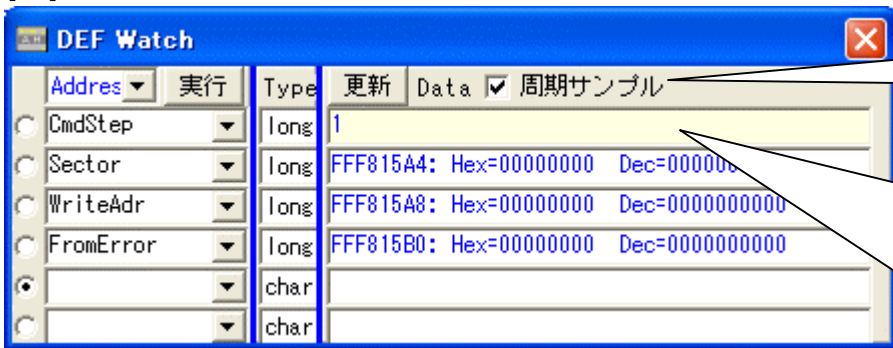 DEF Watch
Addres 実行 Type 更新 Data 周期サンプル
CmdStep long 1
Sector long FFF815A4: Hex=00000000 Dec=00000
WriteAdr long FFF815A8: Hex=00000000 Dec=0000000000
FromError long FFF815B0: Hex=00000000 Dec=0000000000
char
char